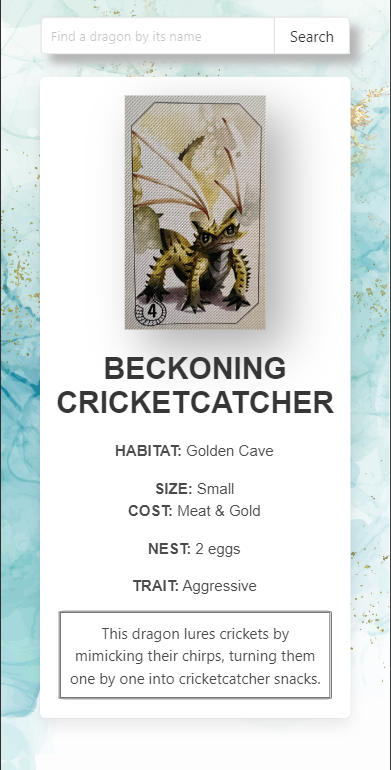 Find a dragon by its name
Search
4
BECKONING
CRICKETCATCHER
HABITAT: Golden Cave
SIZE: Small
COST: Meat & Gold
NEST: 2 eggs
TRAIT: Aggressive
This dragon lures crickets by
mimicking their chirps, turning them
one by one into cricketcatcher snacks.